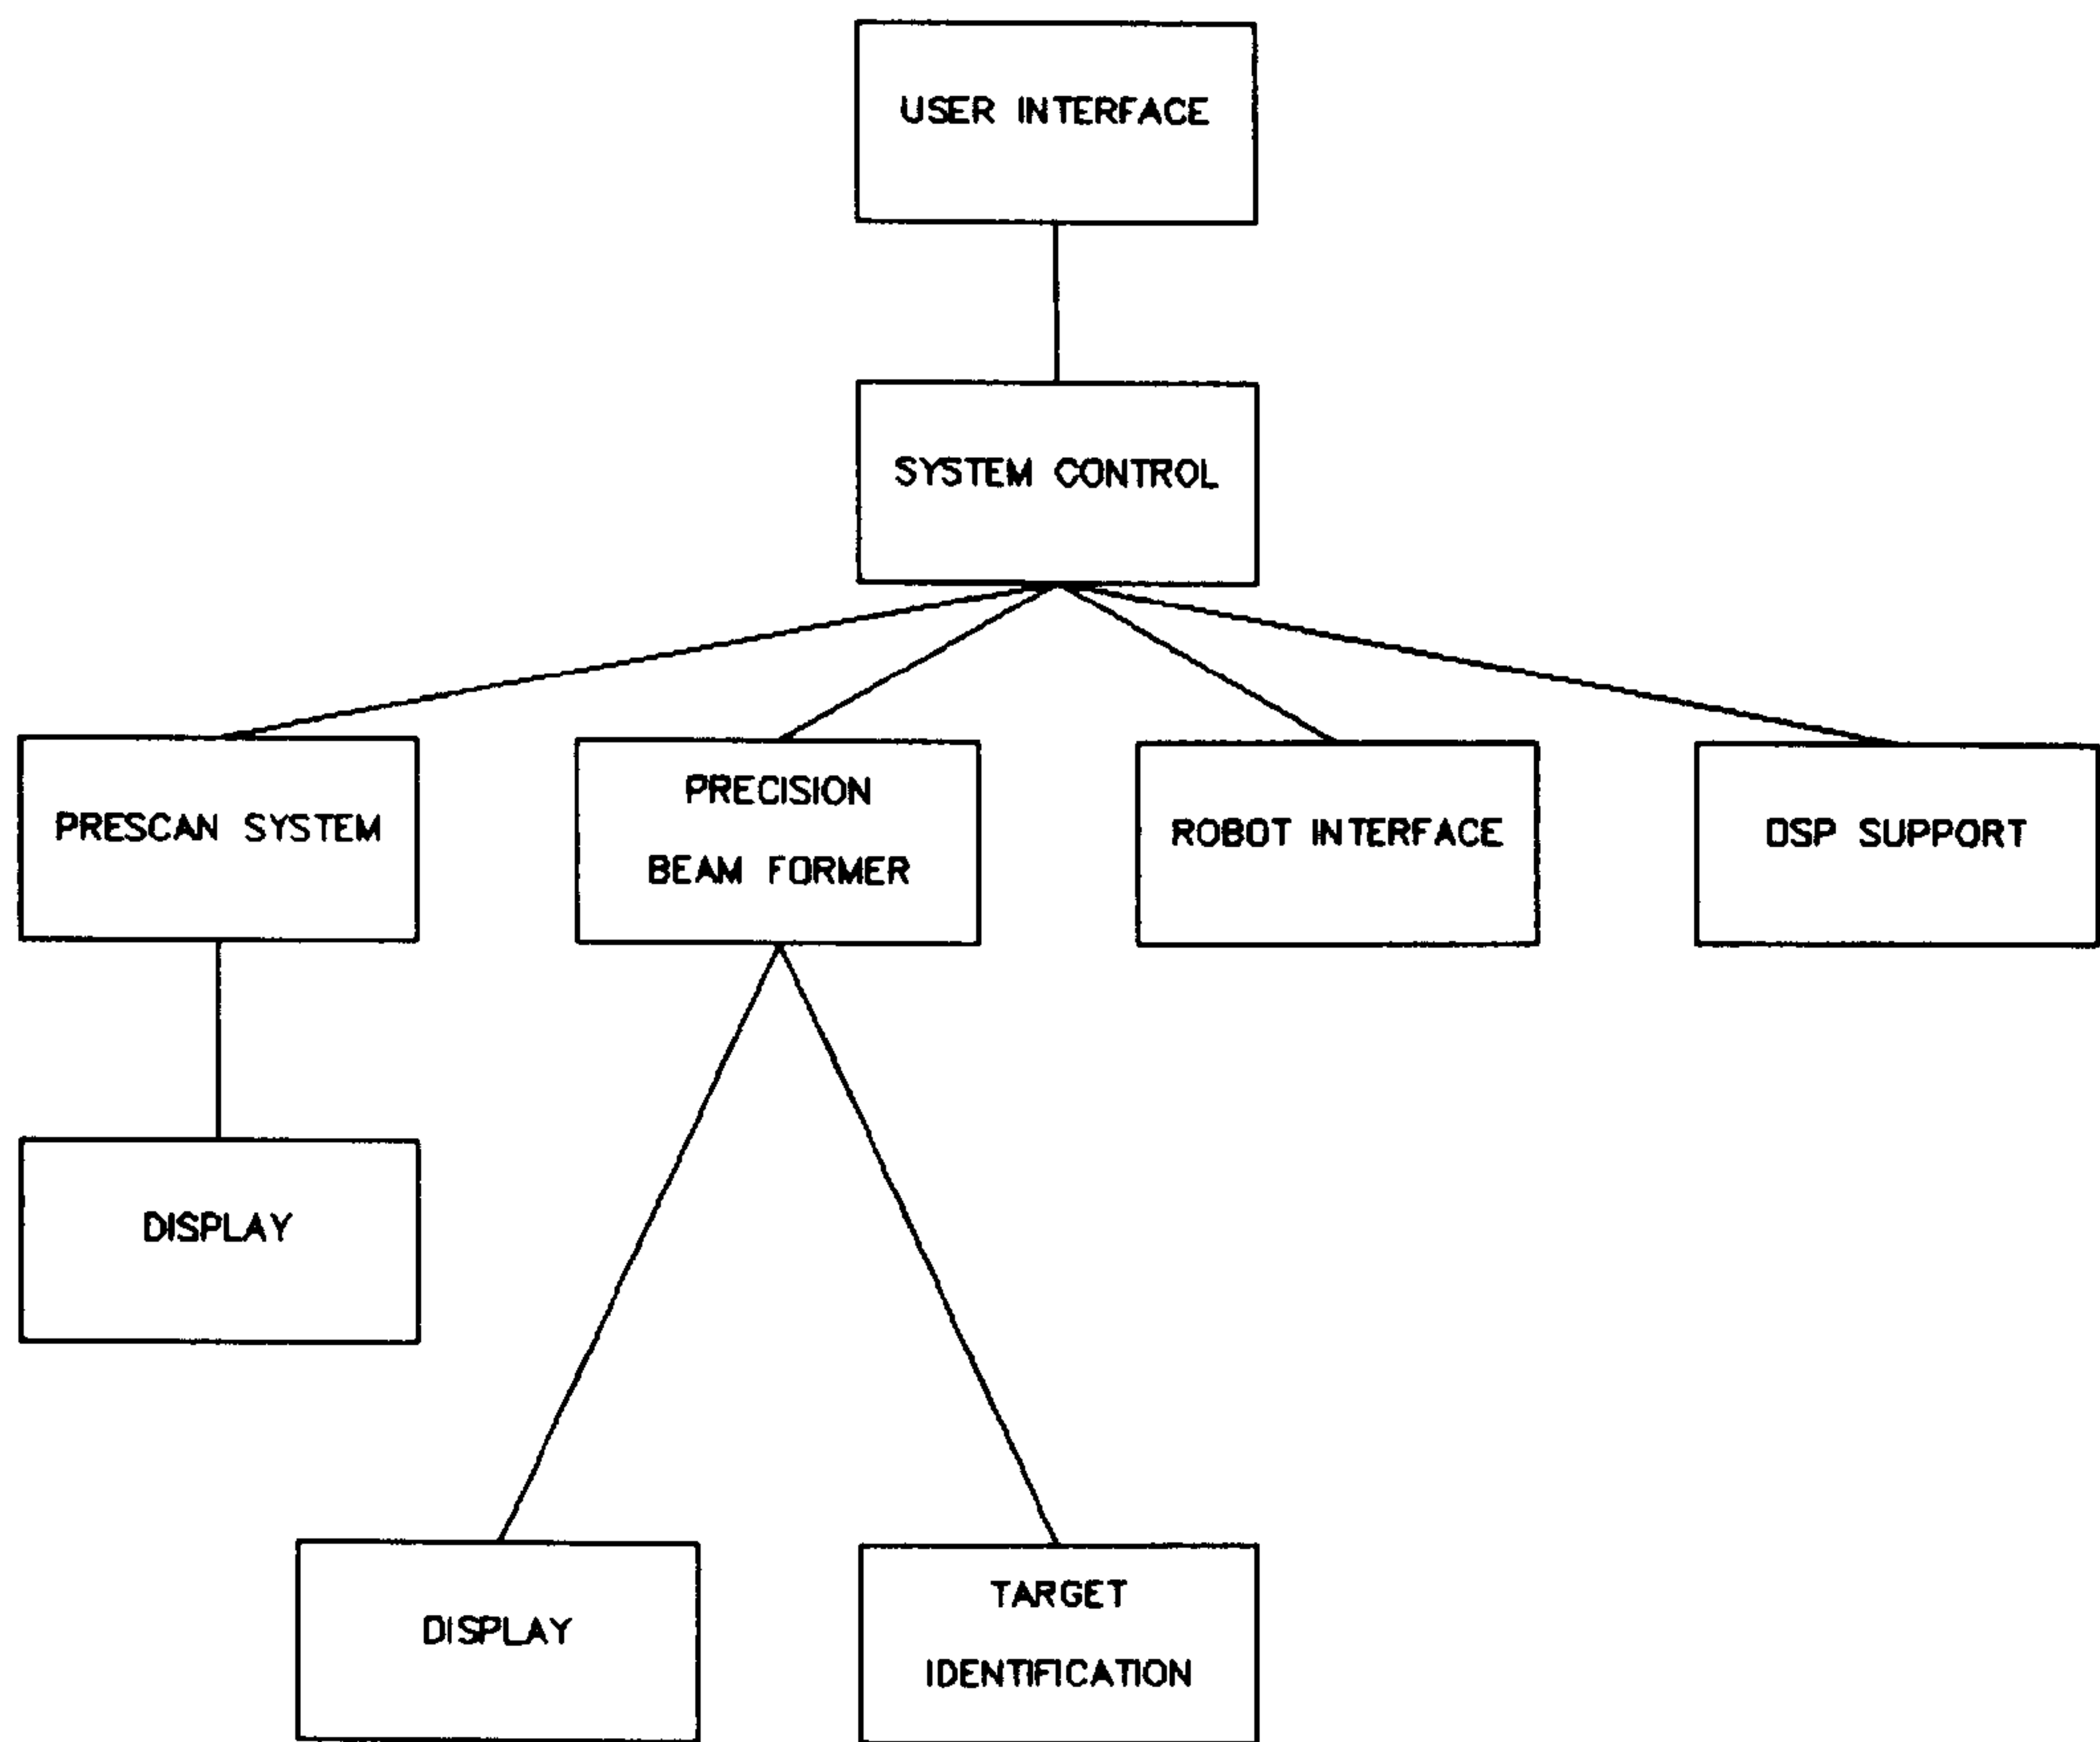 USER INTERFACE
SYSTEM CONTROL
PRESCAN SYSTEM
PRECISION
BEAM FORMER
ROBOT INTERFACE
DSP SUPPORT
DISPLAY
DISPLAY
TARGET
IDENTIFICATION